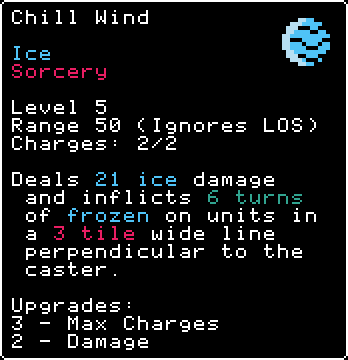 Chill Wind
Ice
Sorcery
Level 5
Range 50 (Ignores LOS)
Charges: 2/2
Deals 21 ice damage
and inflicts 6 turns
of frozen on units in
a 3 tile wide line
perpendicular to the
caster.
Upgrades:
3 - Max Charges
2 - Damage